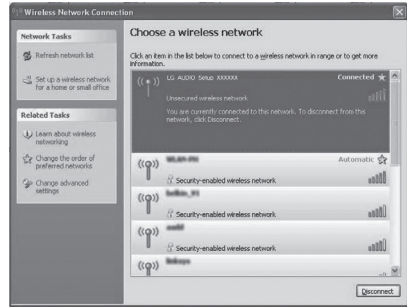 Wireless Network Connection
Network Tasks
Refresh network list
Set up a wireless network
for a home or small office
Related Tasks
Learn about wireless
networking
Change the order of
preferred networks
Change advanced
settings
Choose a wireless network
Click an item in the list below to connect to a wireless network in range or to get more
information.
LG AUDIO Setup XXXXXX
Connected
Unsecured wireless network
You are currently connected to this network. To disconnect from this
network, click Disconnect.
Automatic
Security-enabled wireless network
Security-enabled wireless network
Security-enabled wireless network
Disconnect